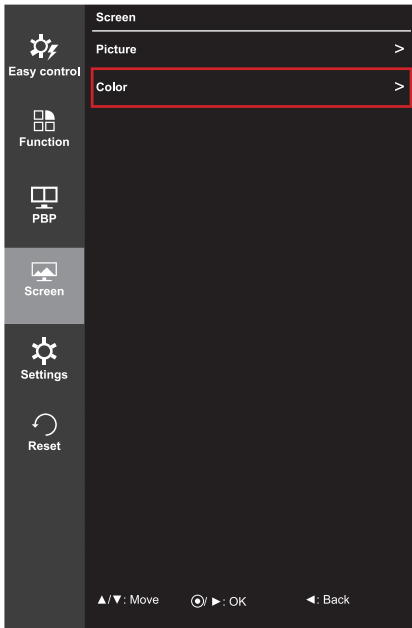 Screen
Picture >
Color >
Easy control
Function
PBP
Screen
Settings
Reset
▲/▼: Move ◉/ ►: OK ◄: Back